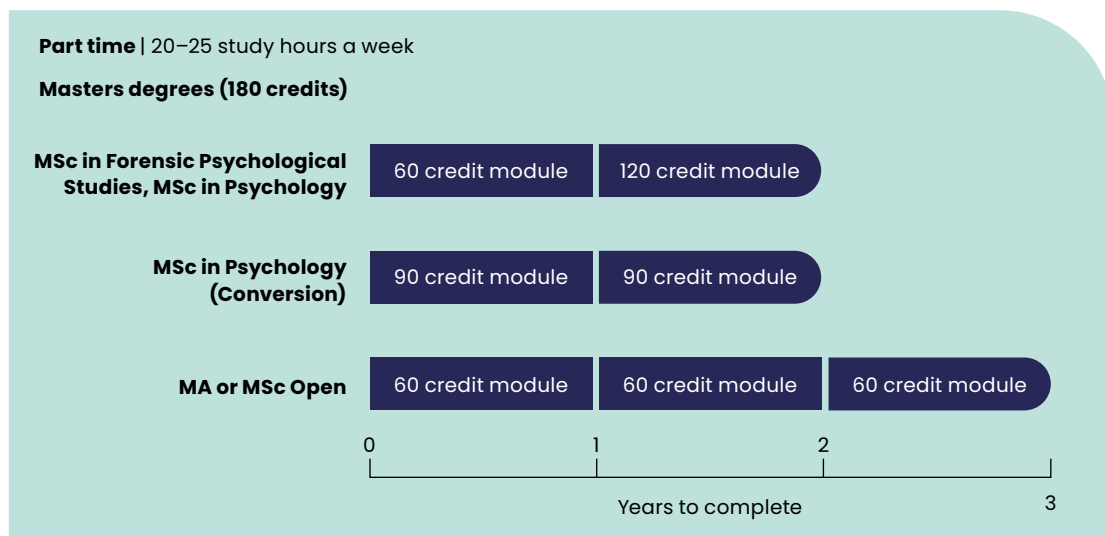 Part time | 20–25 study hours a week
Masters degrees (180 credits)
MSc in Forensic Psychological
Studies, MSc in Psychology
60 credit module
120 credit module
MSc in Psychology
(Conversion)
90 credit module
90 credit module
MA or MSc Open
60 credit module
60 credit module
60 credit module
0
1
2
3
Years to complete